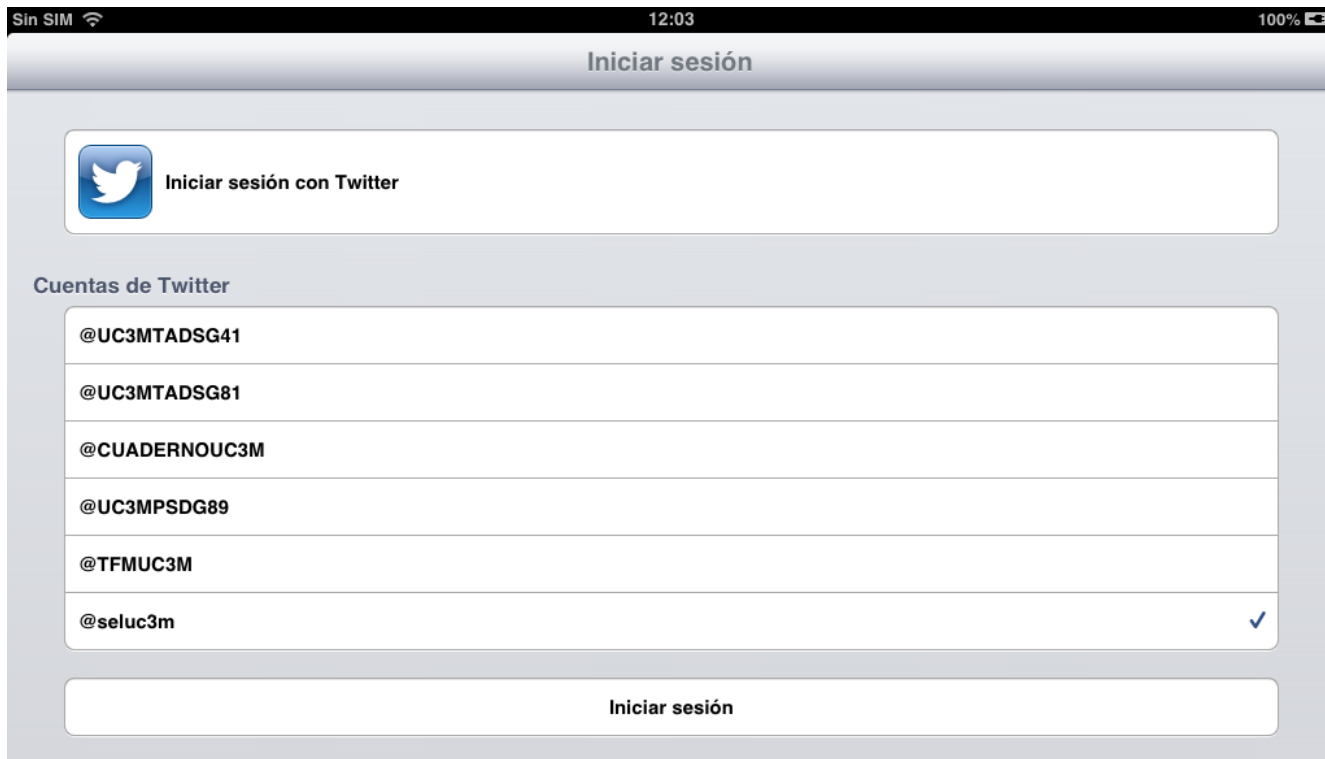 Sin SIM 12:03 100%
Iniciar sesión
Iniciar sesión con Twitter
Cuentas de Twitter
@UC3MTADSG41
@UC3MTADSG81
@CUADERNOUC3M
@UC3MPSDG89
@TFMUC3M
@seluc3m
Iniciar sesión